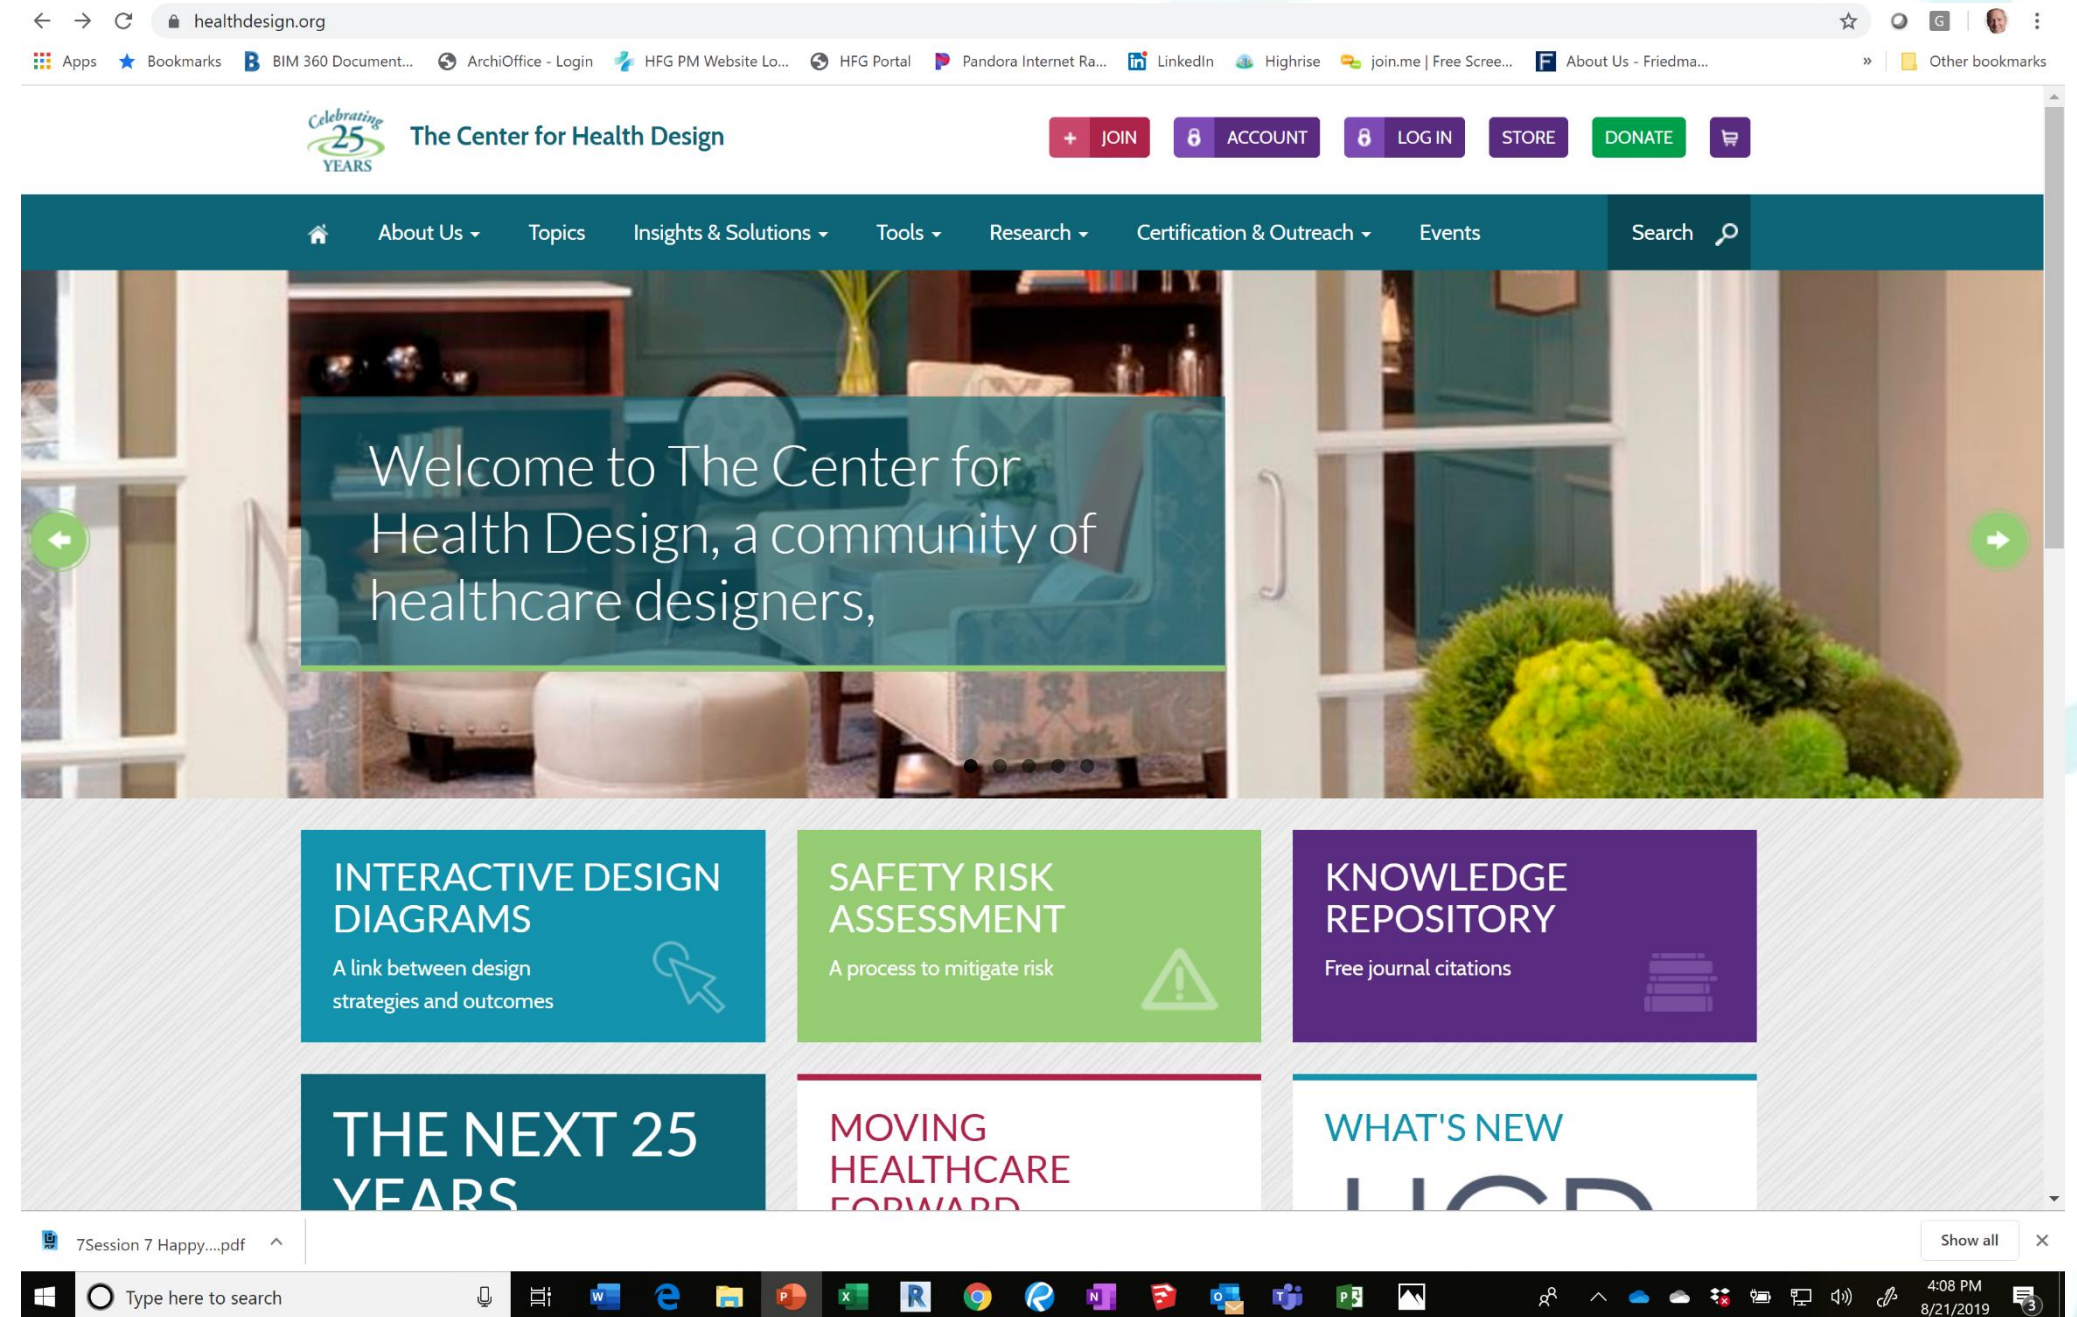 healthdesign.org
G
Apps Bookmarks BIM 360 Document... ArchiOffice - Login HFG PM Website Lo... HFG Portal Pandora Internet Ra... LinkedIn Highrise join.me | Free Scree... About Us - Friedma... » Other bookmarks
Celebrating
25
YEARS
The Center for Health Design
+ JOIN ACCOUNT LOG IN STORE DONATE
About Us Topics Insights & Solutions Tools Research Certification & Outreach Events Search
Welcome to The Center for
Health Design, a community of
healthcare designers,
INTERACTIVE DESIGN
DIAGRAMS
A link between design
strategies and outcomes
SAFETY RISK
ASSESSMENT
A process to mitigate risk
KNOWLEDGE
REPOSITORY
Free journal citations
THE NEXT 25
YEARS
MOVING
HEALTHCARE
FORWARD
WHAT'S NEW
HCD
7Session 7 Happy....pdf
Show all
Type here to search
4:08 PM
8/21/2019
3